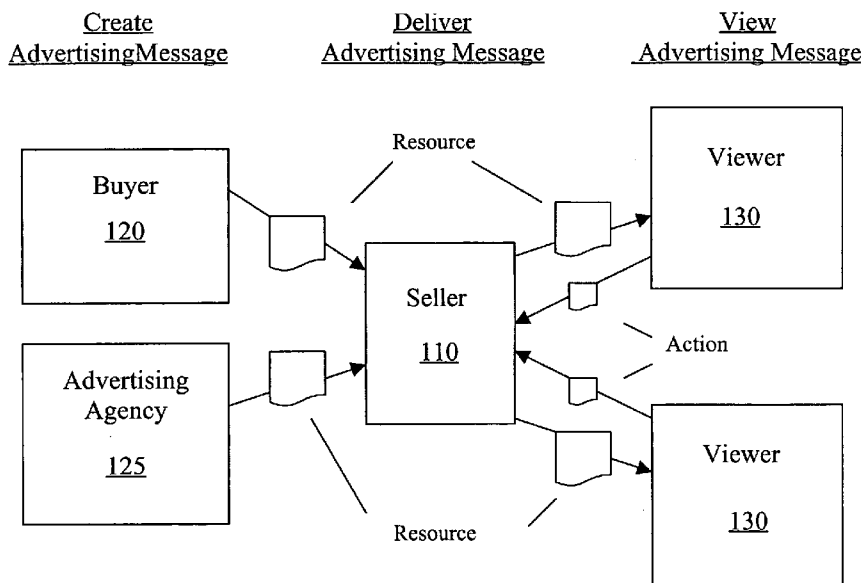 Create
AdvertisingMessage
Deliver
Advertising Message
View
Advertising Message
Resource
Buyer
120
Viewer
130
Seller
110
Action
Advertising
Agency
125
Viewer
130
Resource